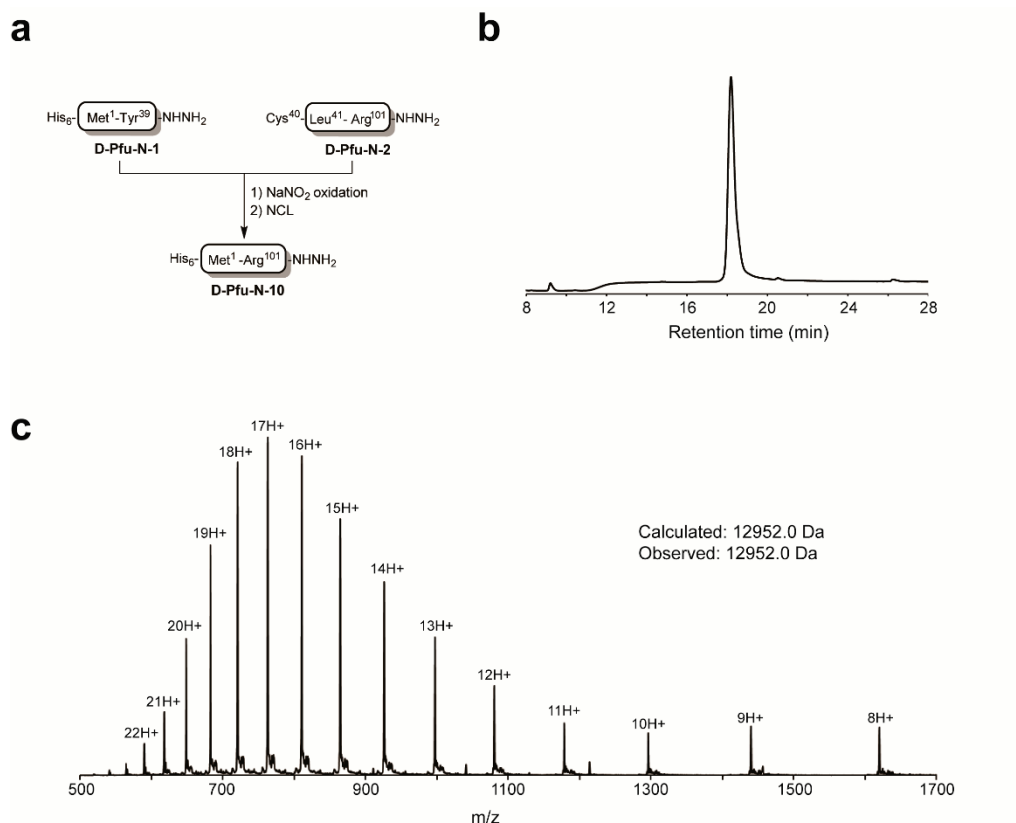 a
His6- Met1-Tyr39 -NHNH2
D-Pfu-N-1
Cys40- Leu41- Arg101 -NHNH2
D-Pfu-N-2
1) NaNO2 oxidation
2) NCL
His6- Met1 -Arg101 -NHNH2
D-Pfu-N-10
b
8 12 16 20 24 28
Retention time (min)
c
22H+
21H+
20H+
19H+
18H+
17H+
16H+
15H+
14H+
13H+
12H+
11H+
10H+
9H+
8H+
Calculated: 12952.0 Da
Observed: 12952.0 Da
500 700 900 1100 1300 1500 1700
m/z